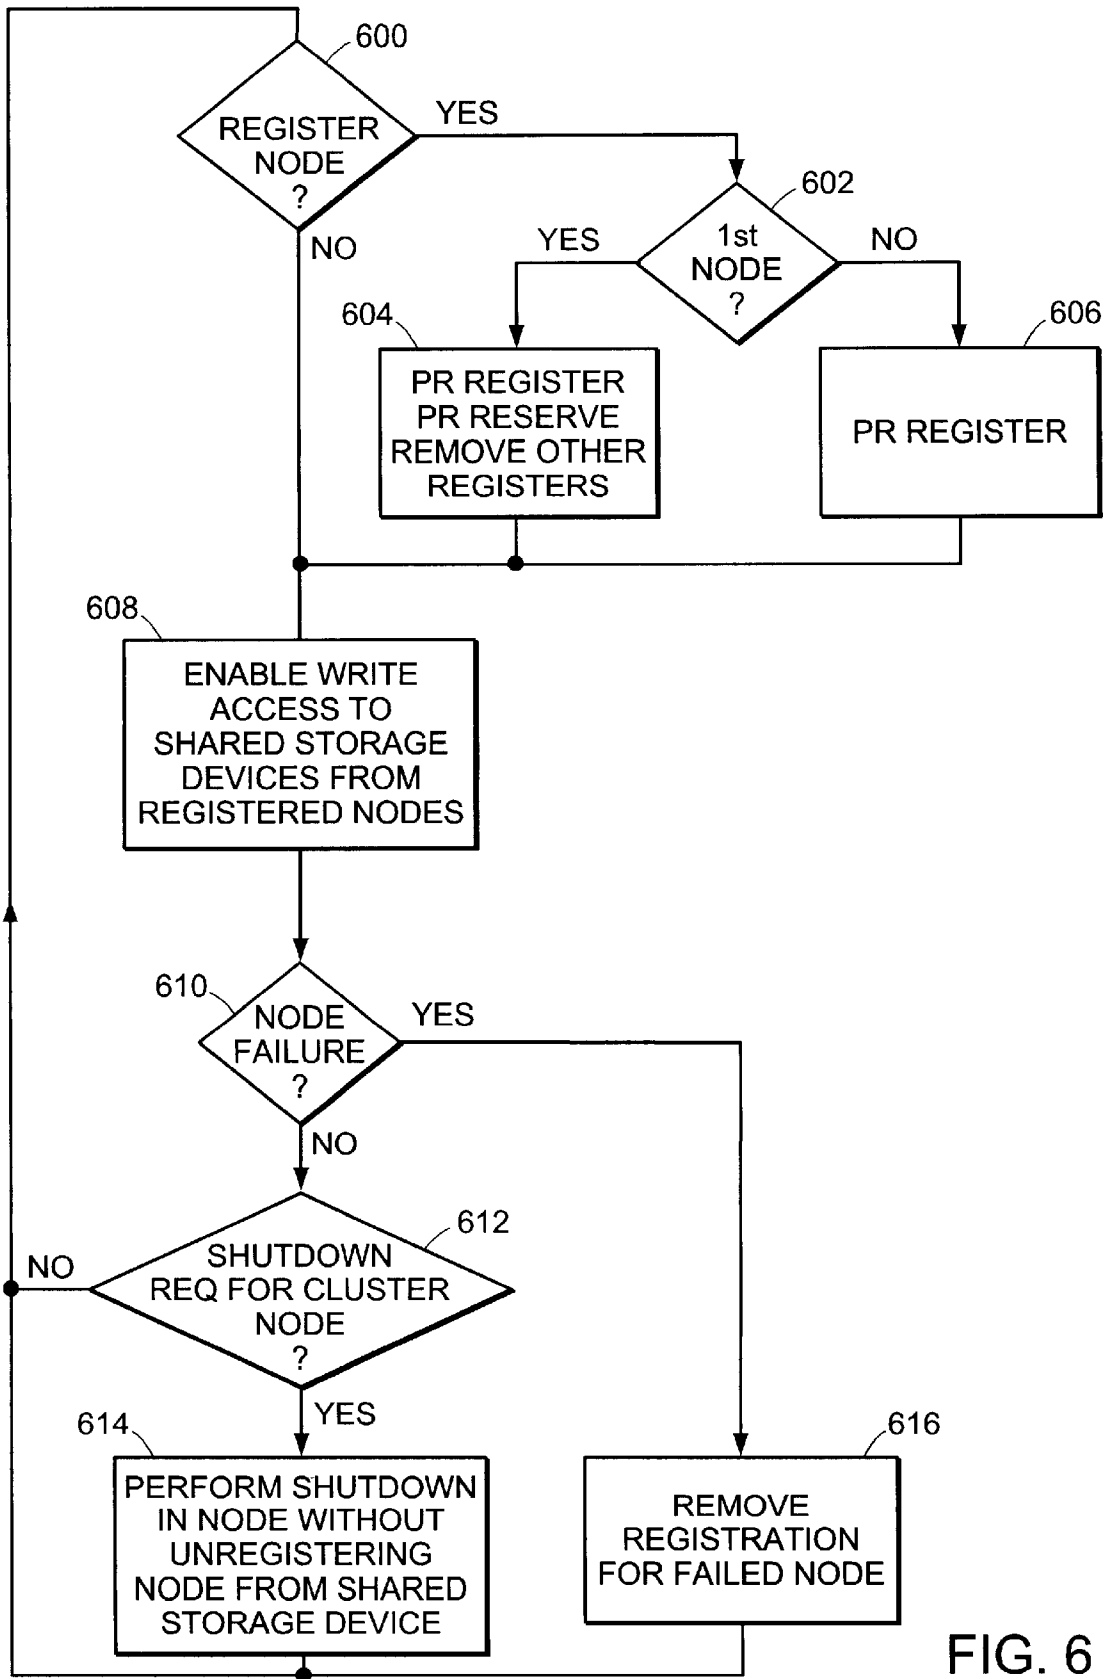 600
REGISTER
NODE
?
YES
NO
602
1st
NODE
?
YES
NO
604
PR REGISTER
PR RESERVE
REMOVE OTHER
REGISTERS
606
PR REGISTER
608
ENABLE WRITE
ACCESS TO
SHARED STORAGE
DEVICES FROM
REGISTERED NODES
610
NODE
FAILURE
?
YES
NO
612
SHUTDOWN
REQ FOR CLUSTER
NODE
?
NO
YES
614
PERFORM SHUTDOWN
IN NODE WITHOUT
UNREGISTERING
NODE FROM SHARED
STORAGE DEVICE
616
REMOVE
REGISTRATION
FOR FAILED NODE
FIG. 6